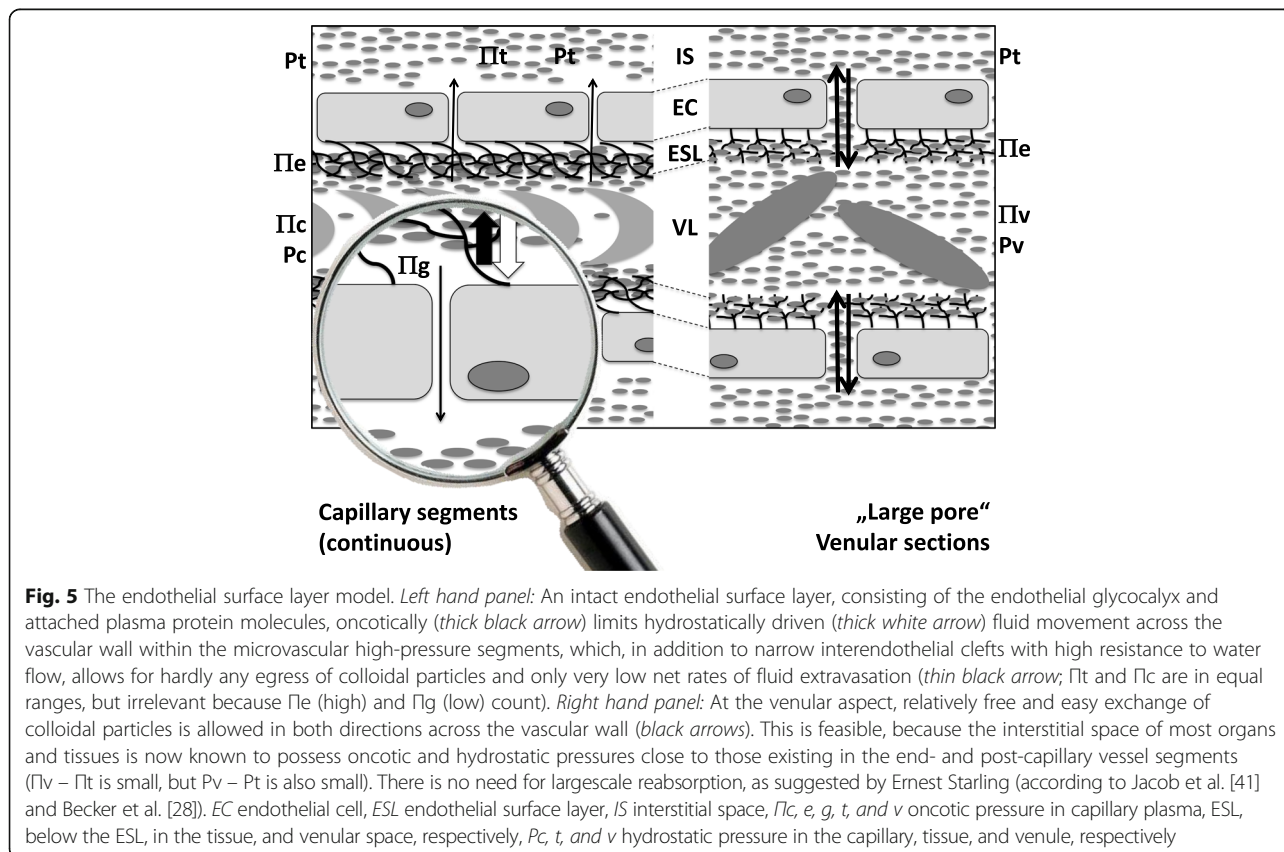 Pt
Πt
Pt
IS
Pt
EC
Πe
ESL
Πe
Πc
Pc
VL
Πv
Pv
Πg
Capillary segments
(continuous)
„Large pore“
Venular sections
Fig. 5 The endothelial surface layer model. Left hand panel: An intact endothelial surface layer, consisting of the endothelial glycocalyx and
attached plasma protein molecules, oncotically (thick black arrow) limits hydrostatically driven (thick white arrow) fluid movement across the
vascular wall within the microvascular high-pressure segments, which, in addition to narrow interendothelial clefts with high resistance to water
flow, allows for hardly any egress of colloidal particles and only very low net rates of fluid extravasation (thin black arrow; Πt and Πc are in equal
ranges, but irrelevant because Πe (high) and Πg (low) count). Right hand panel: At the venular aspect, relatively free and easy exchange of
colloidal particles is allowed in both directions across the vascular wall (black arrows). This is feasible, because the interstitial space of most organs
and tissues is now known to possess oncotic and hydrostatic pressures close to those existing in the end- and post-capillary vessel segments
(Πv – Πt is small, but Pv – Pt is also small). There is no need for largescale reabsorption, as suggested by Ernest Starling (according to Jacob et al. [41]
and Becker et al. [28]). EC endothelial cell, ESL endothelial surface layer, IS interstitial space, Πc, e, g, t, and v oncotic pressure in capillary plasma, ESL,
below the ESL, in the tissue, and venular space, respectively, Pc, t, and v hydrostatic pressure in the capillary, tissue, and venule, respectively